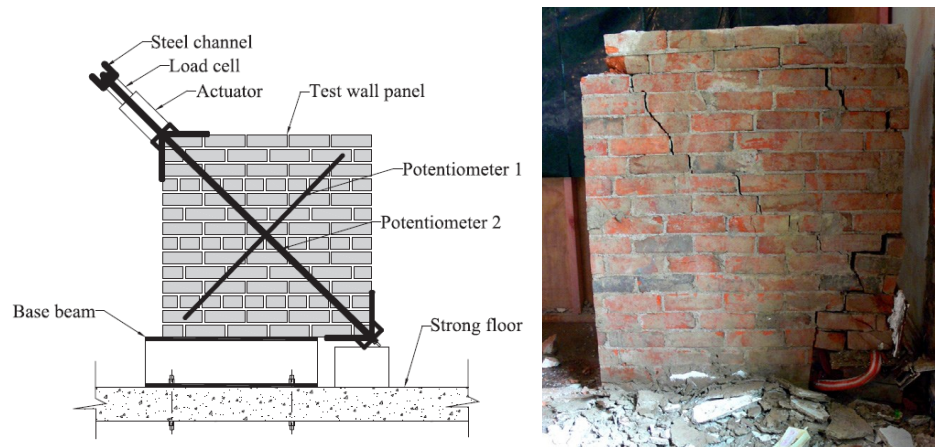 Steel channel
Load cell
Actuator
Test wall panel
Potentiometer 1
Potentiometer 2
Base beam
Strong floor